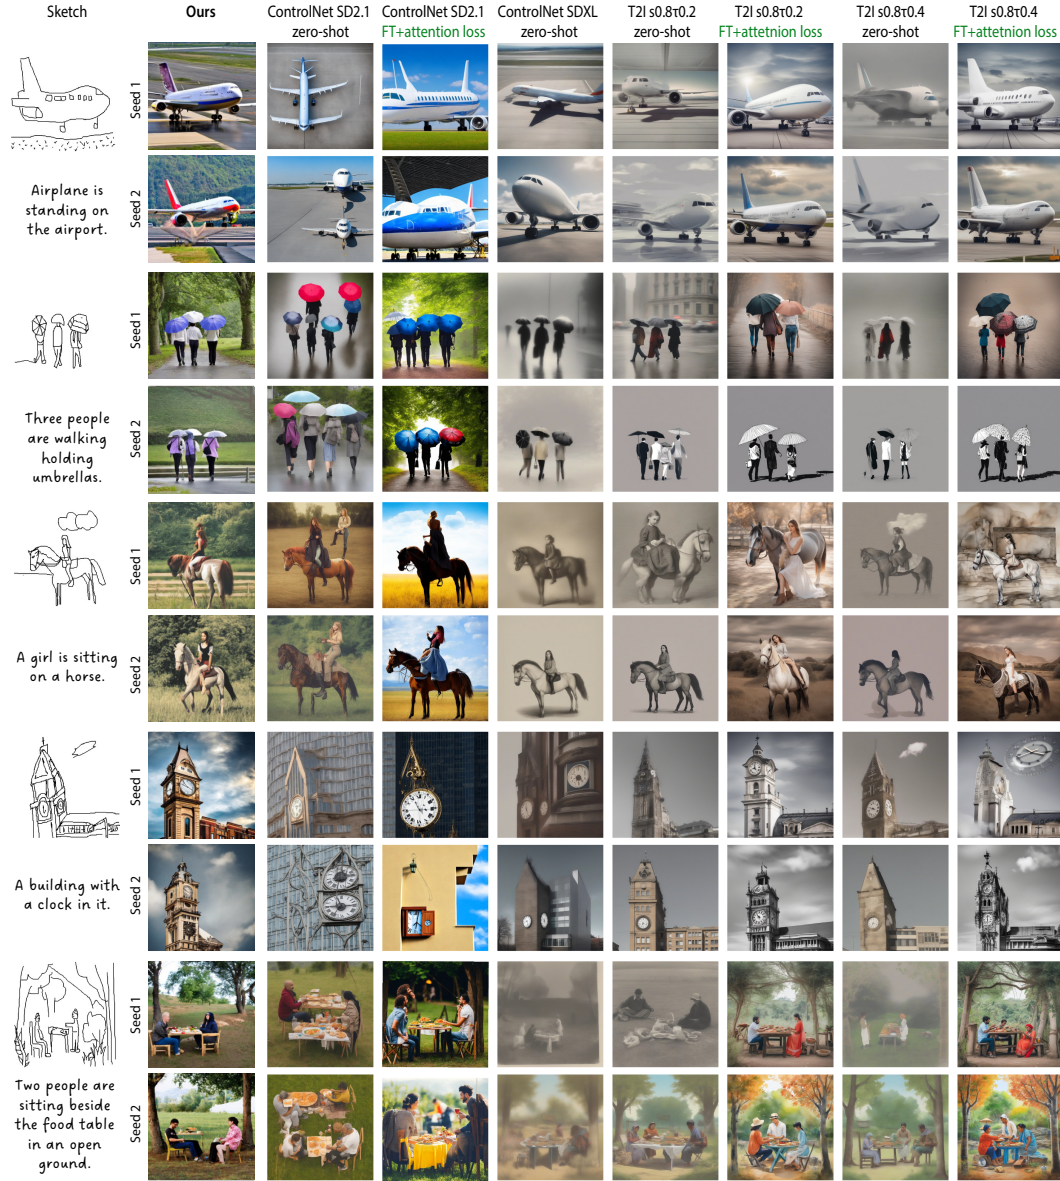 Sketch
Ours
ControlNet SD2.1
zero-shot
ControlNet SD2.1
FT+attention loss
ControlNet SDXL
zero-shot
T2I s0.8τ0.2
zero-shot
T2I s0.8τ0.2
FT+attetnion loss
T2I s0.8τ0.4
zero-shot
T2I s0.8τ0.4
FT+attetnion loss
Seed 1
Airplane is
standing on
the airport.
Seed 2
Seed 1
Three people
are walking
holding
umbrellas.
Seed 2
Seed 1
A girl is sitting
on a horse.
Seed 2
Seed 1
A building with
a clock in it.
Seed 2
Seed 1
Two people are
sitting beside
the food table
in an open
ground.
Seed 2